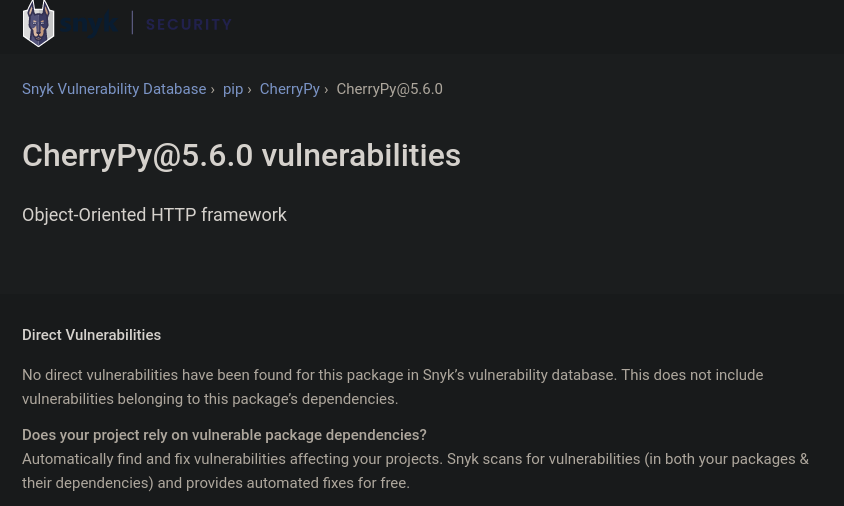 snyk | SECURITY
Snyk Vulnerability Database › pip › CherryPy › CherryPy@5.6.0
CherryPy@5.6.0 vulnerabilities
Object-Oriented HTTP framework
Direct Vulnerabilities
No direct vulnerabilities have been found for this package in Snyk’s vulnerability database. This does not include
vulnerabilities belonging to this package’s dependencies.
Does your project rely on vulnerable package dependencies?
Automatically find and fix vulnerabilities affecting your projects. Snyk scans for vulnerabilities (in both your packages &
their dependencies) and provides automated fixes for free.